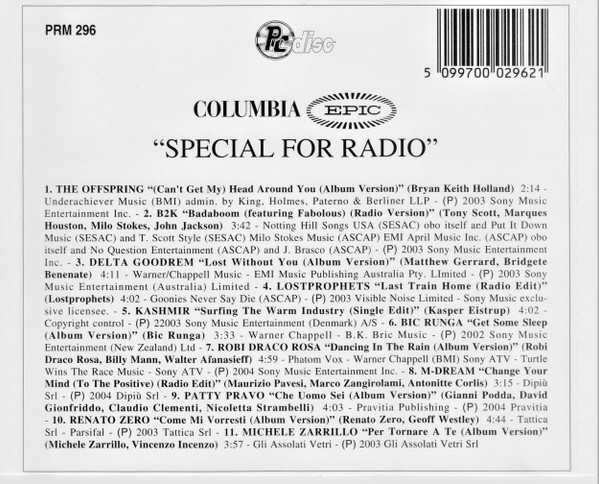 PRM 296
PC disc
5 099700 029621
COLUMBIA EPIC
“SPECIAL FOR RADIO”
1. THE OFFSPRING “(Can't Get My) Head Around You (Album Version)” (Bryan Keith Holland) 2:14 -
Underachiever Music (BMI) admin. by King, Holmes, Paterno & Berliner LLP - (P) 2003 Sony Music
Entertainment Inc. - 2. B2K “Badaboom (featuring Fabolous) (Radio Version)” (Tony Scott, Marques
Houston, Milo Stokes, John Jackson) 3:42 - Notting Hill Songs USA (SESAC) obo itself and Put It Down
Music (SESAC) and T. Scott Style (SESAC) Milo Stokes Music (ASCAP) EMI April Music Inc. (ASCAP) obo
itself and No Question Entertainment (ASCAP) and J. Brasco (ASCAP) - (P) 2003 Sony Music Entertainment
Inc. - 3. DELTA GOODREM “Lost Without You (Album Version)” (Matthew Gerrard, Bridgete
Benenate) 4:11 - Warner/Chappell Music - EMI Music Publishing Australia Pty. LImited - (P) 2003 Sony
Music Entertainment (Australia) Limited - 4. LOSTPROPHETS “Last Train Home (Radio Edit)”
(Lostprophets) 4:02 - Goonies Never Say Die (ASCAP) - (P) 2003 Visible Noise Limited - Sony Music exclu-
sive licensee. - 5. KASHMIR “Surfing The Warm Industry (Single Edit)” (Kasper Eistrup) - 4:02 -
Copyright control - (P) 22003 Sony Music Entertainment (Denmark) A/S - 6. BIC RUNGA “Get Some Sleep
(Album Version)” (Bic Runga) 3:33 - Warner Chappell - B.K. Bric Music - (P) 2002 Sony Music
Entertainment (New Zealand) Ltd - 7. ROBI DRACO ROSA “Dancing In The Rain (Album Version)” (Robi
Draco Rosa, Billy Mann, Walter Afanasieff) 4:59 - Phatom Vox - Warner Chappell (BMI) Sony ATV - Turtle
Wins The Race Music - Sony ATV - (P) 2004 Sony Music Entertainment Inc. - 8. M-DREAM “Change Your
Mind (To The Positive) (Radio Edit)” (Maurizio Pavesi, Marco Zangirolami, Antonitte Corlis) 3:15 - Dipiù
Srl - (P) 2004 Dipiù Srl - 9. PATTY PRAVO “Che Uomo Sei (Album Version)” (Gianni Podda, David
Gionfriddo, Claudio Clementi, Nicoletta Strambelli) - 4:03 - Pravitia Publishing - (P) 2004 Pravitia -
10. RENATO ZERO “Come Mi Vorresti (Album Version)” (Renato Zero, Geoff Westley) - 4:44 - Tattica
Srl - Parsifal - (P) 2003 Tattica Srl - 11. MICHELE ZARRILLO “Per Tornare A Te (Album Version)”
(Michele Zarrillo, Vincenzo Incenzo) 3:57 - Gli Assolati Vetri - (P) 2003 Gli Assolati Vetri Srl